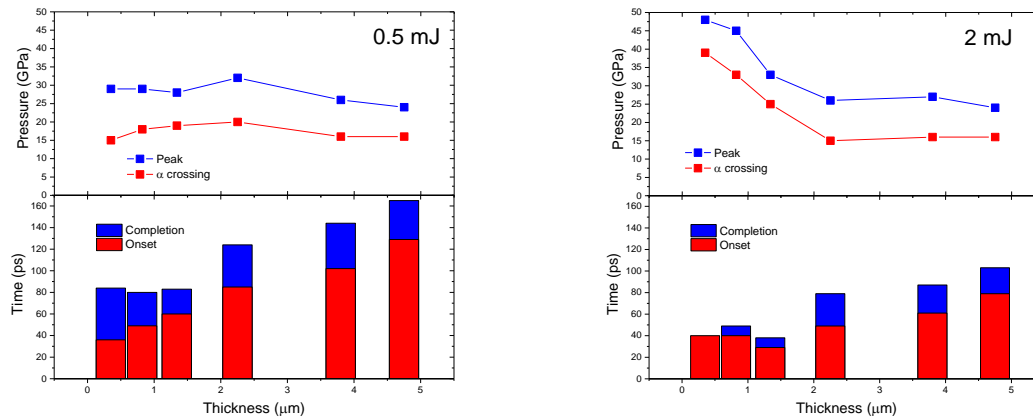 50
45
40
35
30
25
20
15
10
5
0
Pressure (GPa)
0.5 mJ
Peak
α crossing
160
140
120
100
80
60
40
20
0
Time (ps)
Completion
Onset
0 1 2 3 4 5
Thickness (μm)
50
45
40
35
30
25
20
15
10
5
0
Pressure (GPa)
2 mJ
Peak
α crossing
160
140
120
100
80
60
40
20
0
Time (ps)
Completion
Onset
0 1 2 3 4 5
Thickness (μm)